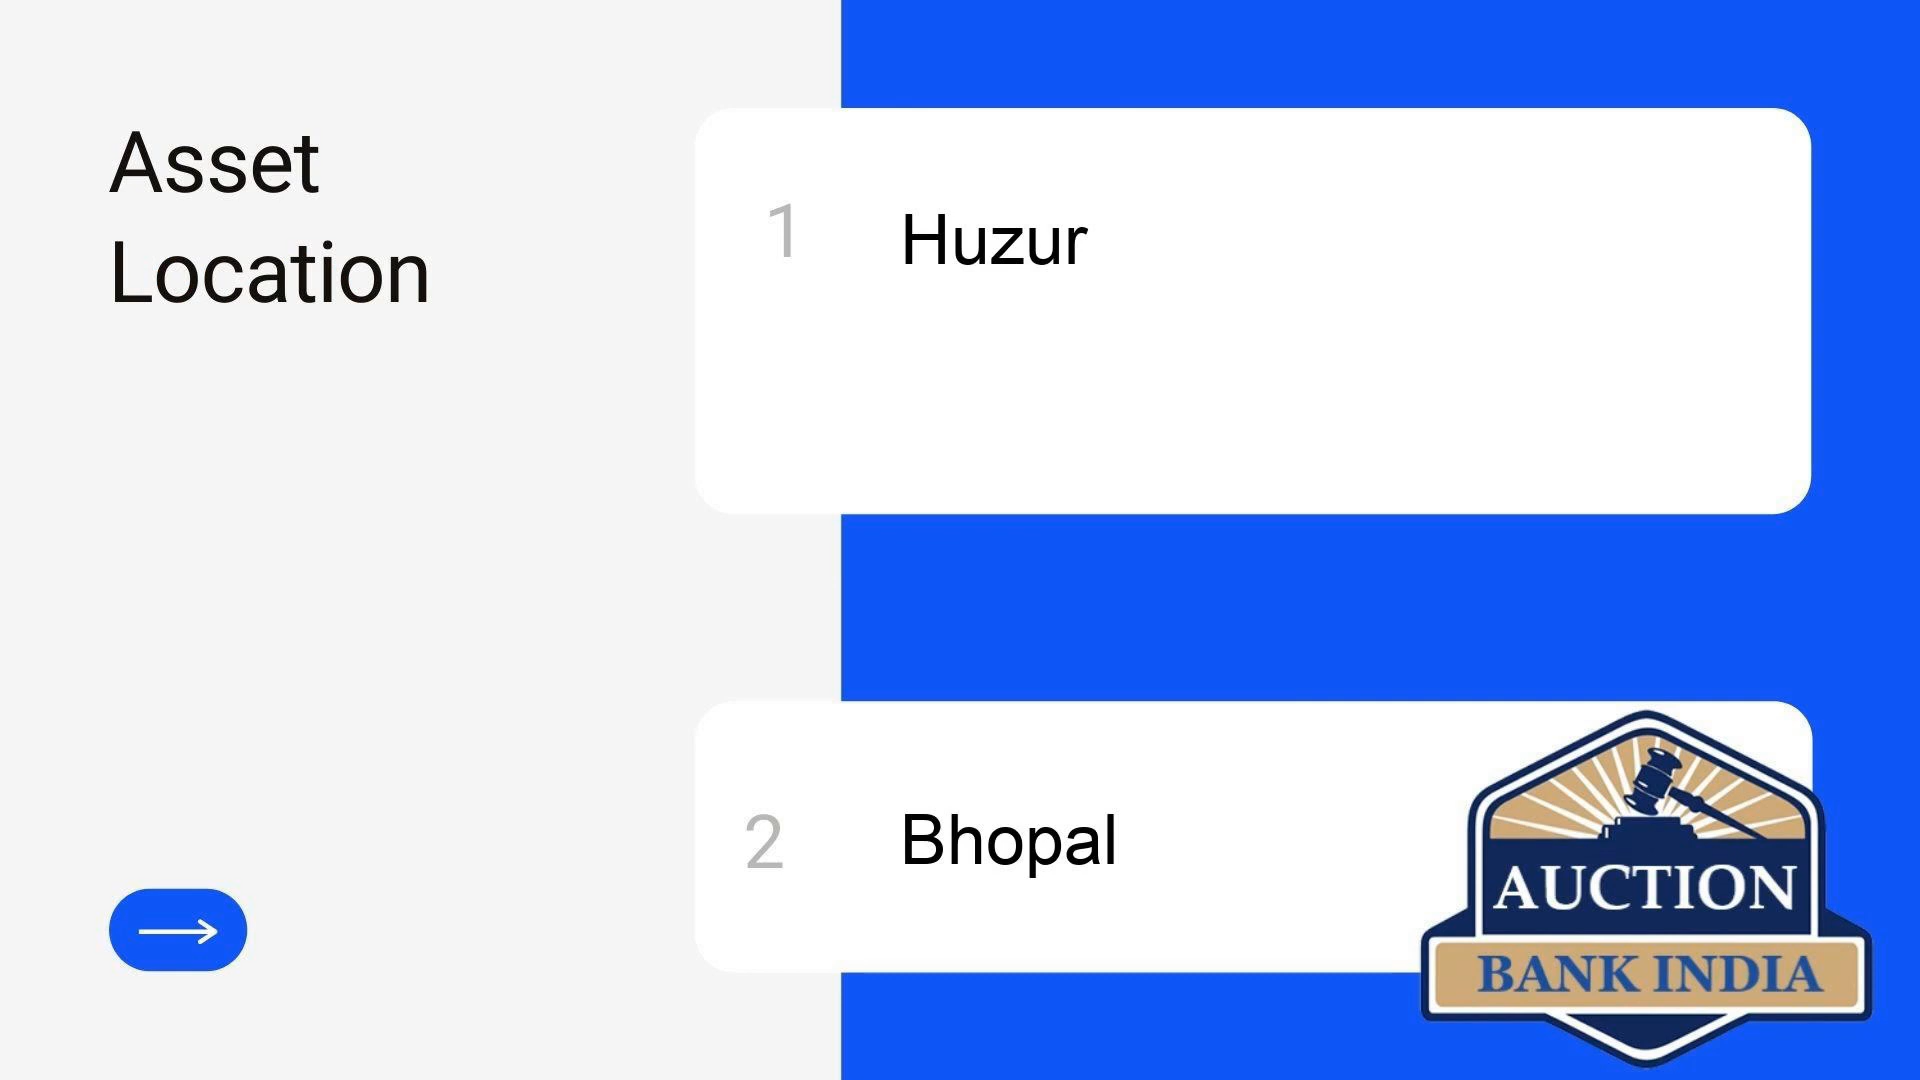 Asset
Location
1
Huzur
2
Bhopal
AUCTION
BANK INDIA